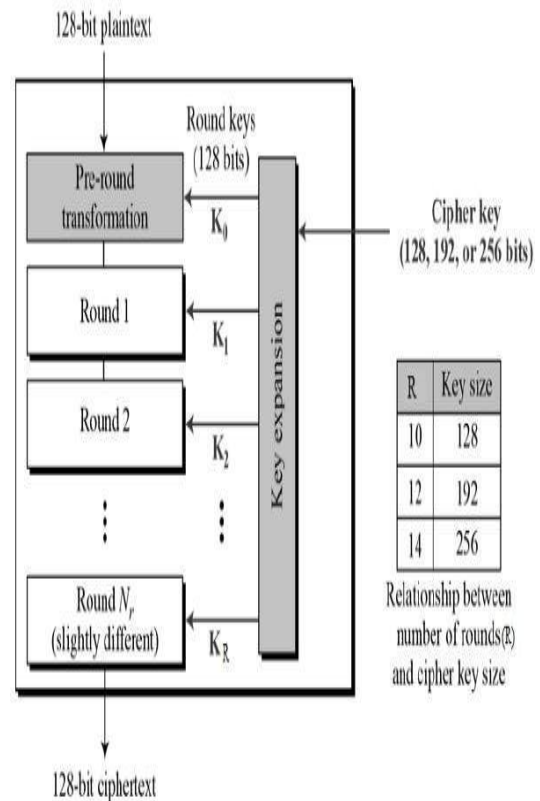 128-bit plaintext
Round keys
(128 bits)
Pre-round
transformation
K0
Cipher key
(128, 192, or 256 bits)
Round 1
K1
Round 2
K2
Key expansion
R Key size
10 128
12 192
14 256
Round Nr
(slightly different)
KR
Relationship between
number of rounds(R)
and cipher key size
128-bit ciphertext